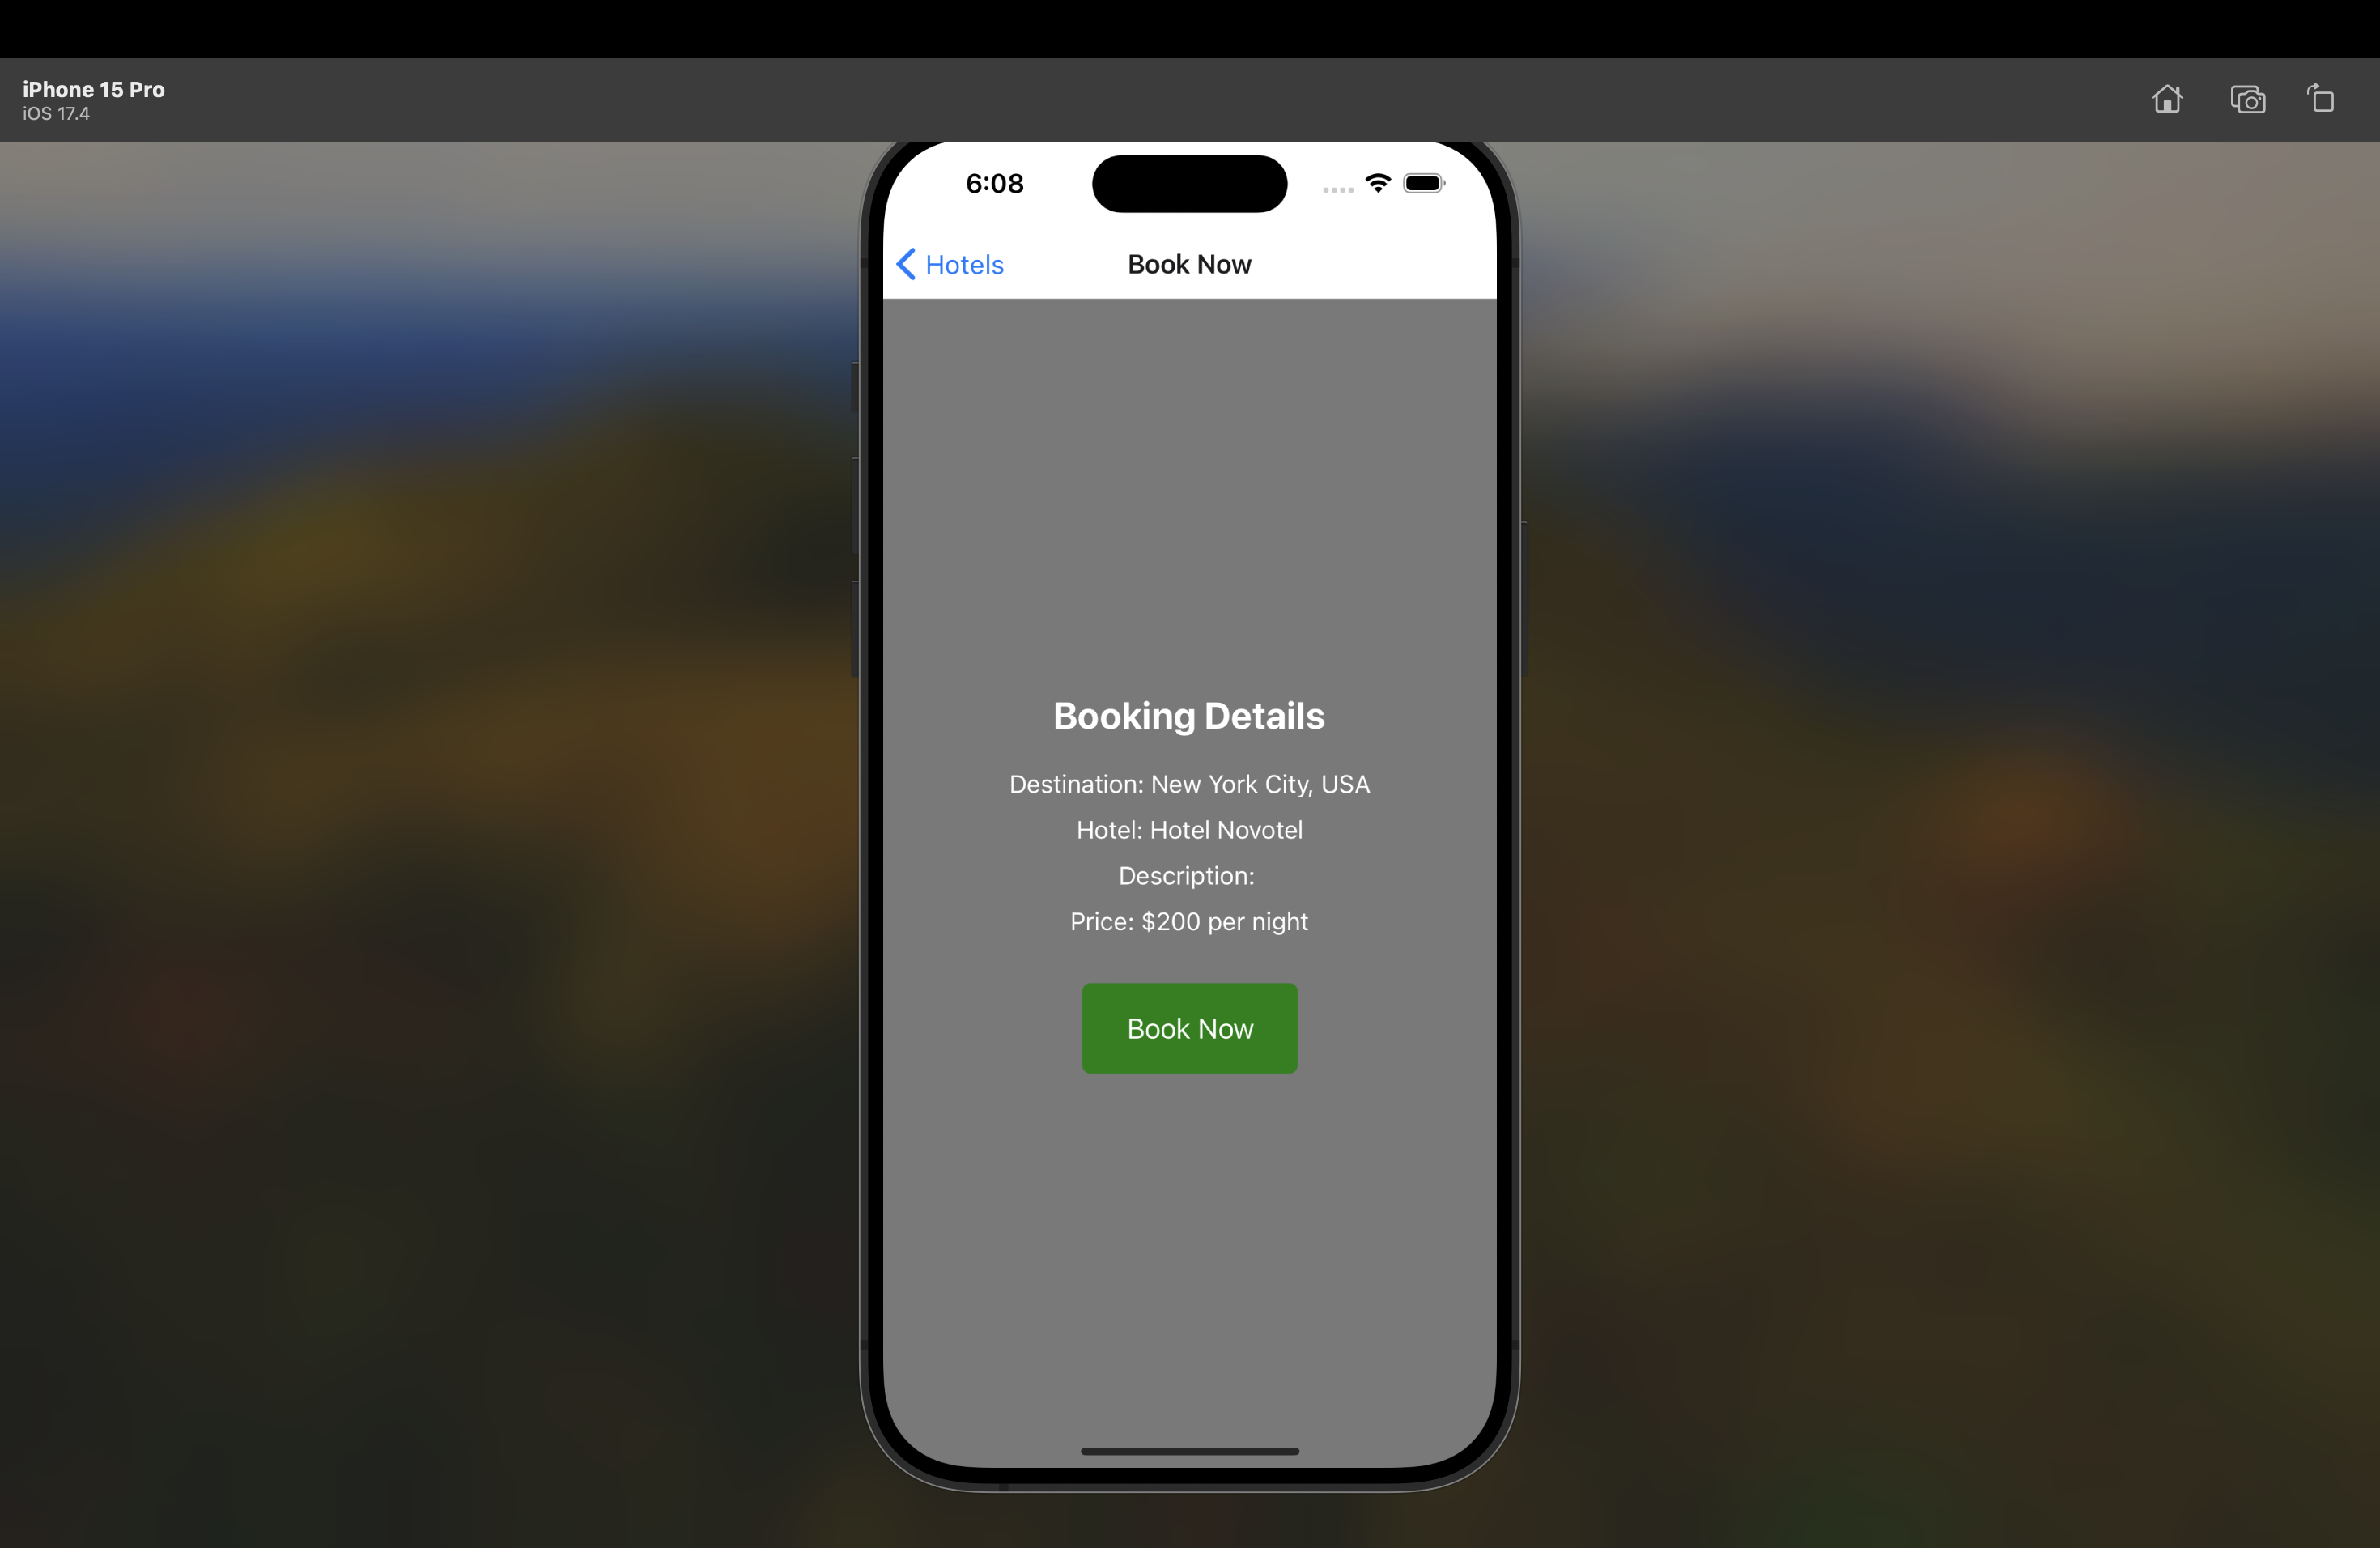 iPhone 15 Pro
iOS 17.4
6:08
Hotels
Book Now
Booking Details
Destination: New York City, USA
Hotel: Hotel Novotel
Description:
Price: $200 per night
Book Now